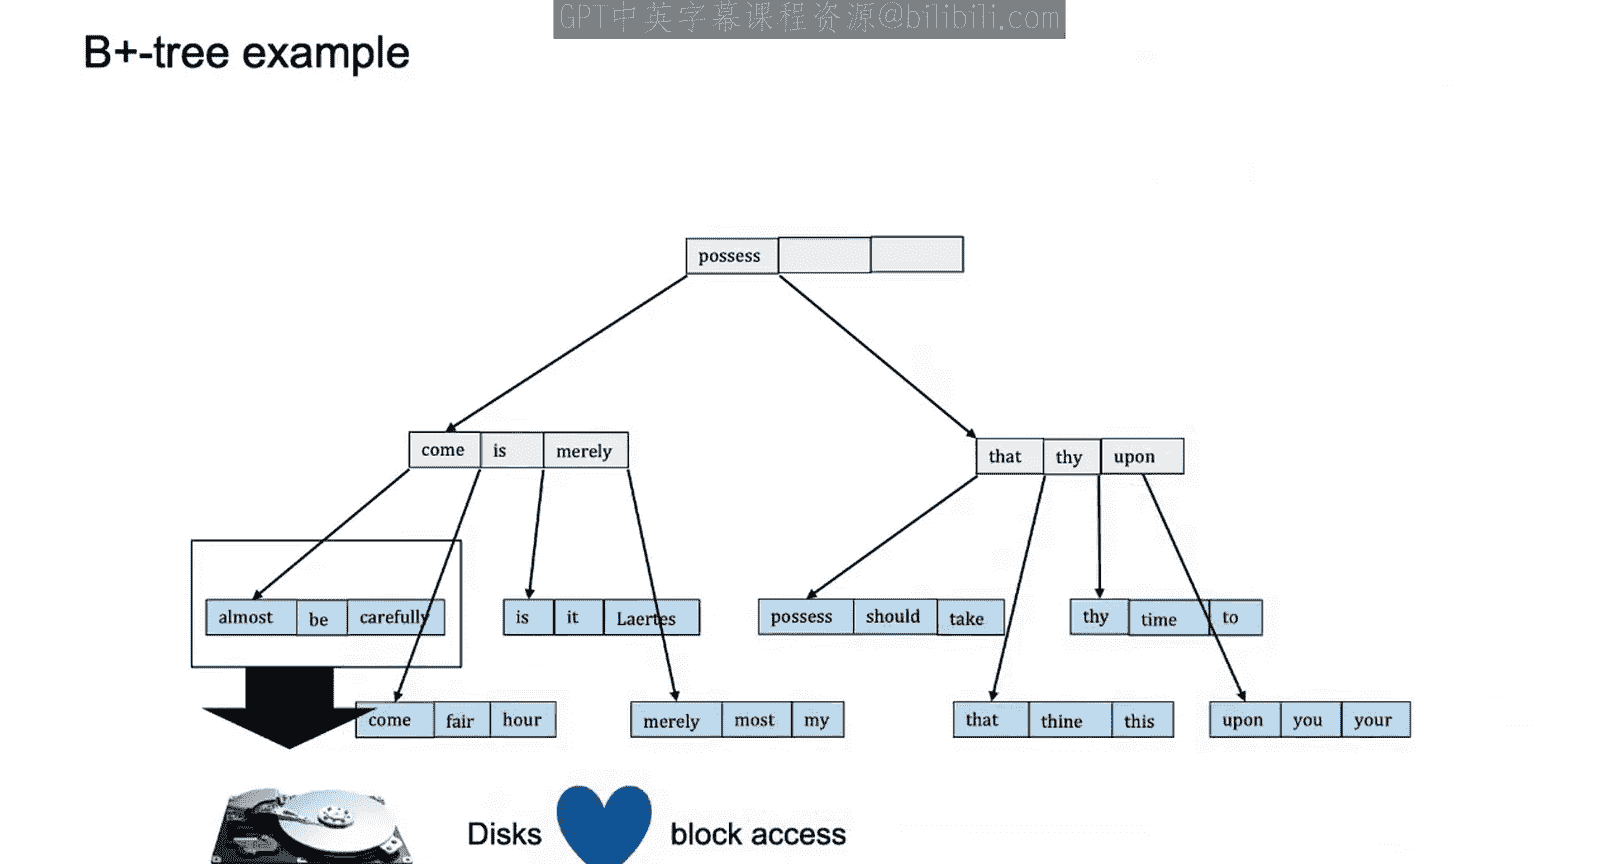 GPT中英字幕课程资源@bilibili.com
B+-tree example
possess
come is merely
that thy upon
almost be carefully
is it Laertes
possess should take
thy time to
come fair hour
merely most my
that thine this
upon you your
Disks block access